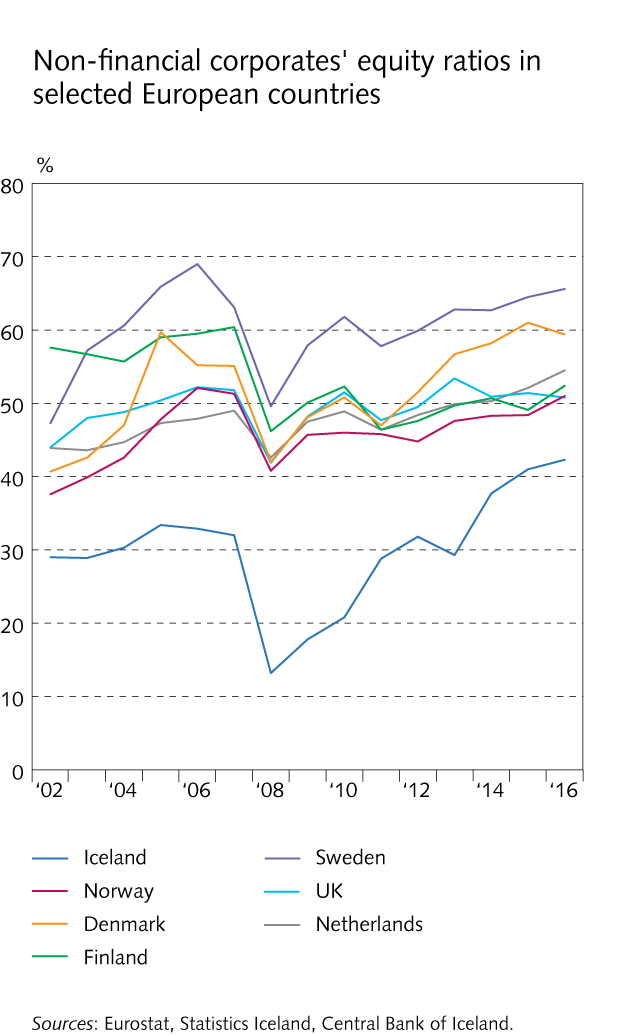 Non-financial corporates' equity ratios in
selected European countries
%
80
70
60
50
40
30
20
10
0
‘02 ‘04 ‘06 ‘08 ‘10 ‘12 ‘14 ‘16
Iceland
Norway
Denmark
Finland
Sweden
UK
Netherlands
Sources: Eurostat, Statistics Iceland, Central Bank of Iceland.